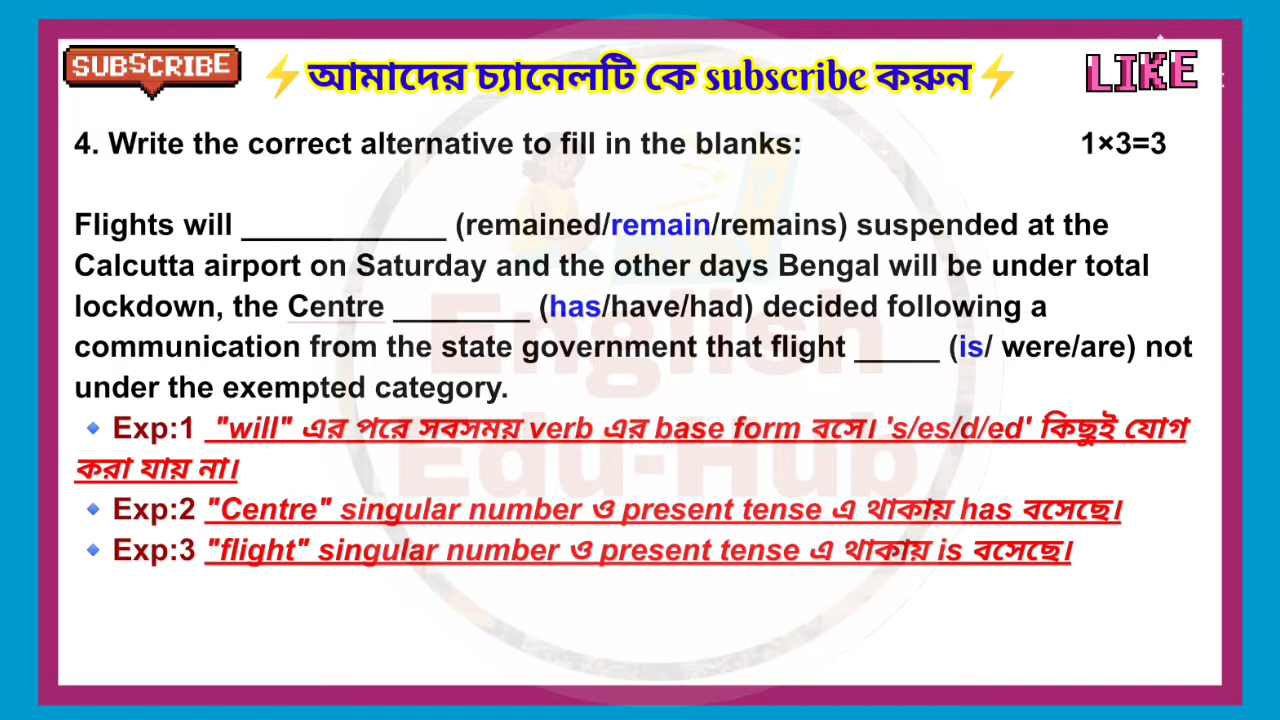 SUBSCRIBE
⚡আমাদের চ্যানেলটি কে subscribe করুন⚡
LIKE
4. Write the correct alternative to fill in the blanks: 1×3=3
Flights will ____________ (remained/remain/remains) suspended at the
Calcutta airport on Saturday and the other days Bengal will be under total
lockdown, the Centre ________ (has/have/had) decided following a
communication from the state government that flight _____ (is/ were/are) not
under the exempted category.
🔹 Exp:1 "will" এর পরে সবসময় verb এর base form বসে। 's/es/d/ed' কিছুই যোগ
করা যায় না।
🔹 Exp:2 "Centre" singular number ও present tense এ থাকায় has বসেছে।
🔹 Exp:3 "flight" singular number ও present tense এ থাকায় is বসেছে।
English
Edu-Hub